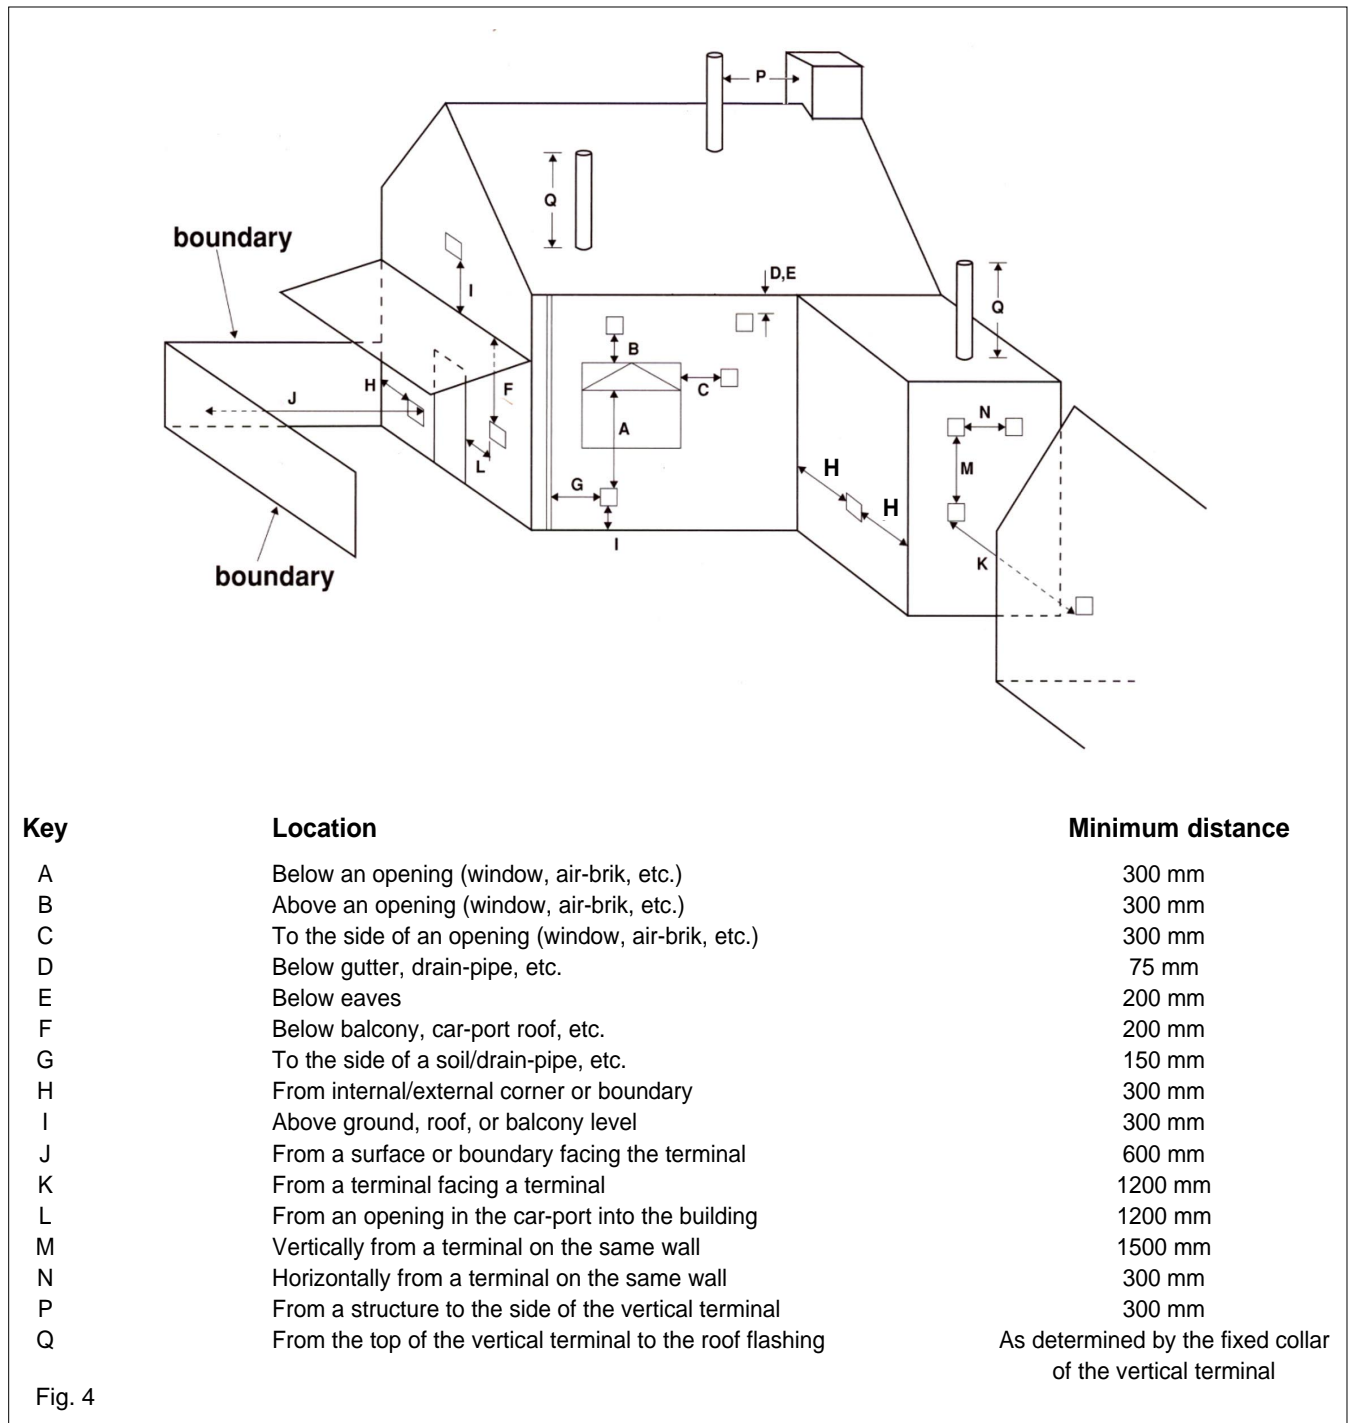 P
Q
boundary
D,E
I
Q
B
H
F
C
J
N
A
L
M
H
G
H
K
I
boundary
Key Location Minimum distance
A Below an opening (window, air-brik, etc.) 300 mm
B Above an opening (window, air-brik, etc.) 300 mm
C To the side of an opening (window, air-brik, etc.) 300 mm
D Below gutter, drain-pipe, etc. 75 mm
E Below eaves 200 mm
F Below balcony, car-port roof, etc. 200 mm
G To the side of a soil/drain-pipe, etc. 150 mm
H From internal/external corner or boundary 300 mm
I Above ground, roof, or balcony level 300 mm
J From a surface or boundary facing the terminal 600 mm
K From a terminal facing a terminal 1200 mm
L From an opening in the car-port into the building 1200 mm
M Vertically from a terminal on the same wall 1500 mm
N Horizontally from a terminal on the same wall 300 mm
P From a structure to the side of the vertical terminal 300 mm
Q From the top of the vertical terminal to the roof flashing As determined by the fixed collar
of the vertical terminal
Fig. 4